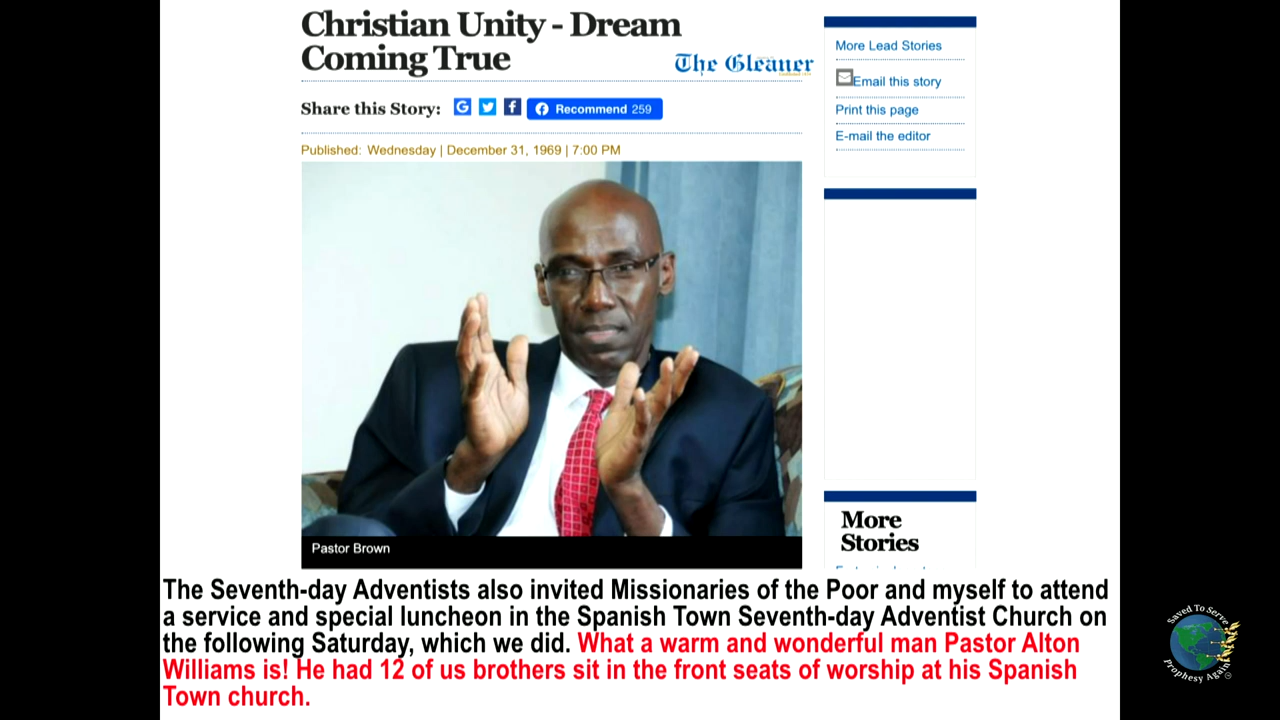 Christian Unity - Dream
Coming True
The Gleaner
Share this Story:
Recommend 259
Published: Wednesday | December 31, 1969 | 7:00 PM
Pastor Brown
More Lead Stories
Email this story
Print this page
E-mail the editor
More
Stories
The Seventh-day Adventists also invited Missionaries of the Poor and myself to attend
a service and special luncheon in the Spanish Town Seventh-day Adventist Church on
the following Saturday, which we did. What a warm and wonderful man Pastor Alton
Williams is! He had 12 of us brothers sit in the front seats of worship at his Spanish
Town church.
Saved To Serve
Prophesy Again